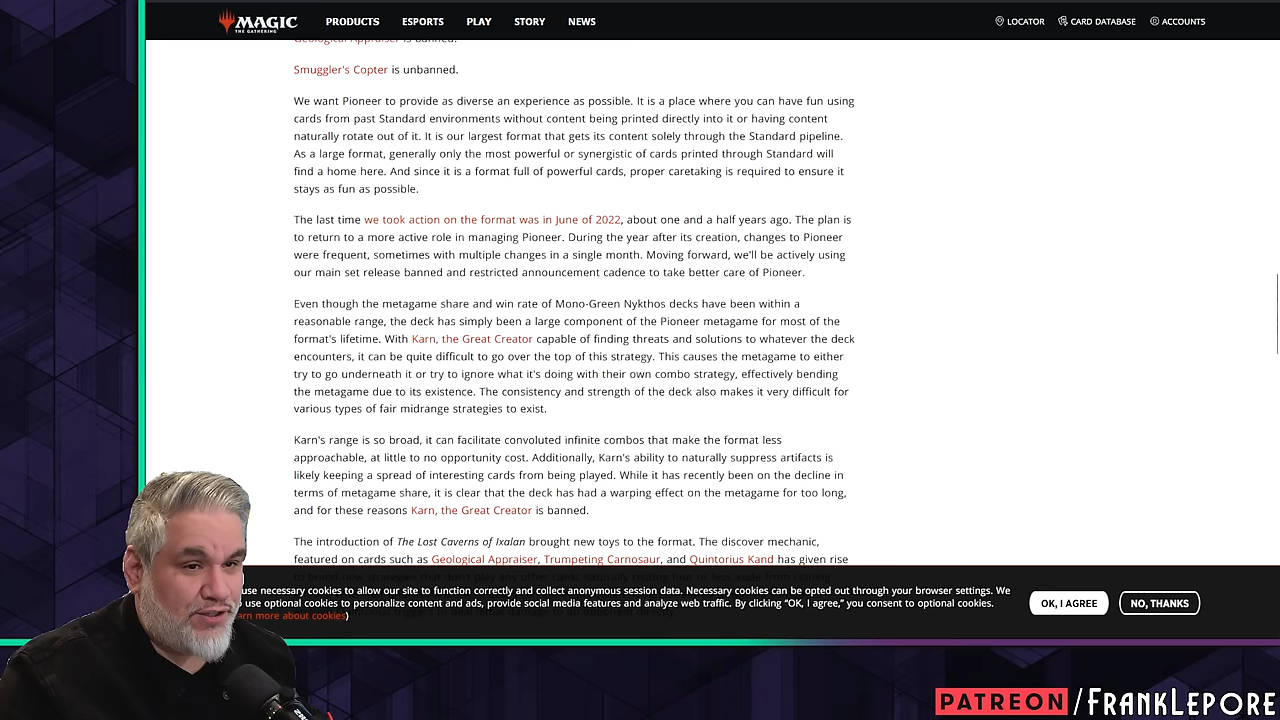 MAGIC
THE GATHERING
PRODUCTS ESPORTS PLAY STORY NEWS
LOCATOR CARD DATABASE ACCOUNTS
Geological Appraiser is banned.
Smuggler's Copter is unbanned.
We want Pioneer to provide as diverse an experience as possible. It is a place where you can have fun using
cards from past Standard environments without content being printed directly into it or having content
naturally rotate out of it. It is our largest format that gets its content solely through the Standard pipeline.
As a large format, generally only the most powerful or synergistic of cards printed through Standard will
find a home here. And since it is a format full of powerful cards, proper caretaking is required to ensure it
stays as fun as possible.
The last time we took action on the format was in June of 2022, about one and a half years ago. The plan is
to return to a more active role in managing Pioneer. During the year after its creation, changes to Pioneer
were frequent, sometimes with multiple changes in a single month. Moving forward, we'll be actively using
our main set release banned and restricted announcement cadence to take better care of Pioneer.
Even though the metagame share and win rate of Mono-Green Nykthos decks have been within a
reasonable range, the deck has simply been a large component of the Pioneer metagame for most of the
format's lifetime. With Karn, the Great Creator capable of finding threats and solutions to whatever the deck
encounters, it can be quite difficult to go over the top of this strategy. This causes the metagame to either
try to go underneath it or try to ignore what it's doing with their own combo strategy, effectively bending
the metagame due to its existence. The consistency and strength of the deck also makes it very difficult for
various types of fair midrange strategies to exist.
Karn's range is so broad, it can facilitate convoluted infinite combos that make the format less
approachable, at little to no opportunity cost. Additionally, Karn's ability to naturally suppress artifacts is
likely keeping a spread of interesting cards from being played. While it has recently been on the decline in
terms of metagame share, it is clear that the deck has had a warping effect on the metagame for too long,
and for these reasons Karn, the Great Creator is banned.
The introduction of The Lost Caverns of Ixalan brought new toys to the format. The discover mechanic,
featured on cards such as Geological Appraiser, Trumpeting Carnosaur, and Quintorius Kand has given rise
use necessary cookies to allow our site to function correctly and collect anonymous session data. Necessary cookies can be opted out through your browser settings. We
use optional cookies to personalize content and ads, provide social media features and analyze web traffic. By clicking "OK, I agree," you consent to optional cookies.
more about cookies)
OK, I AGREE NO, THANKS
PATREON/FRANKLEPORE